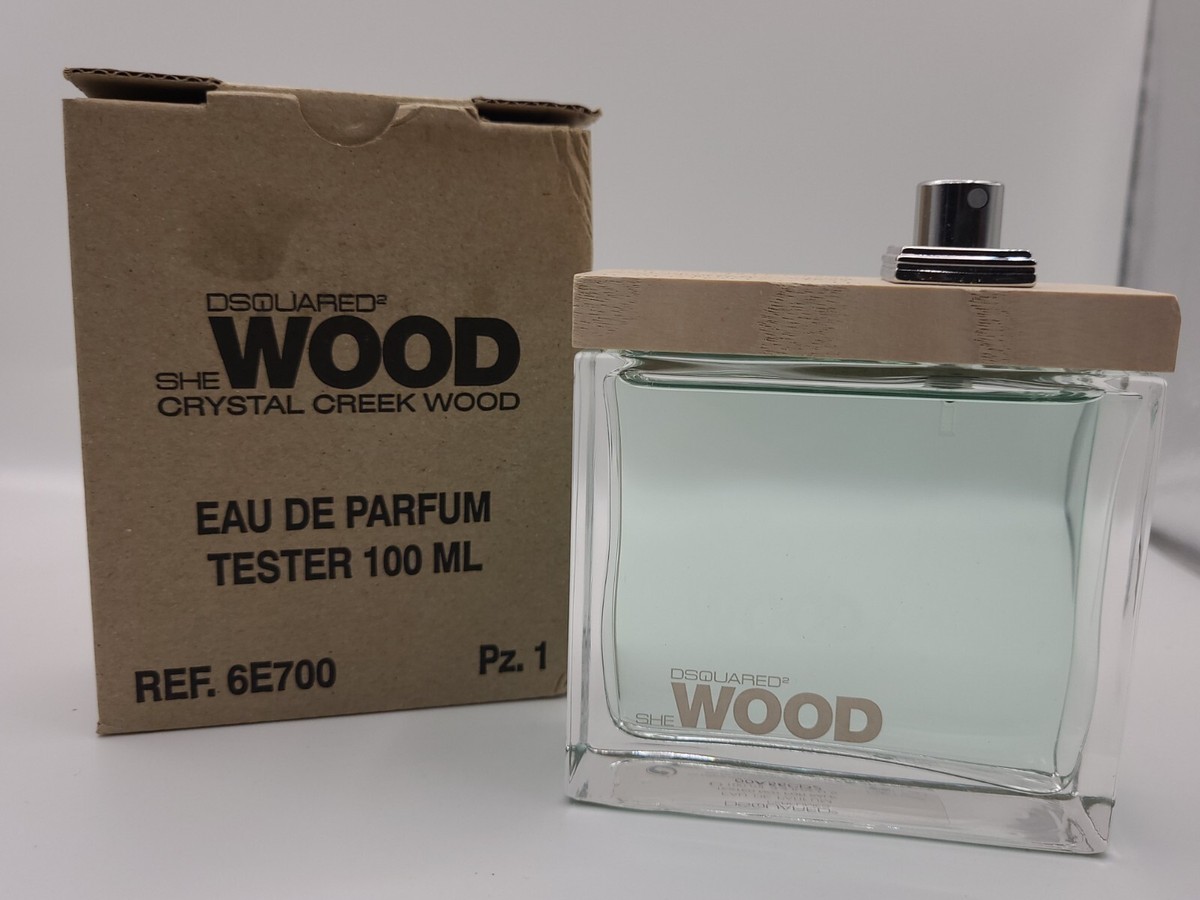 DSQUARED²
SHE WOOD
CRYSTAL CREEK WOOD
EAU DE PARFUM
TESTER 100 ML
REF. 6E700
Pz. 1
DSQUARED²
SHE WOOD